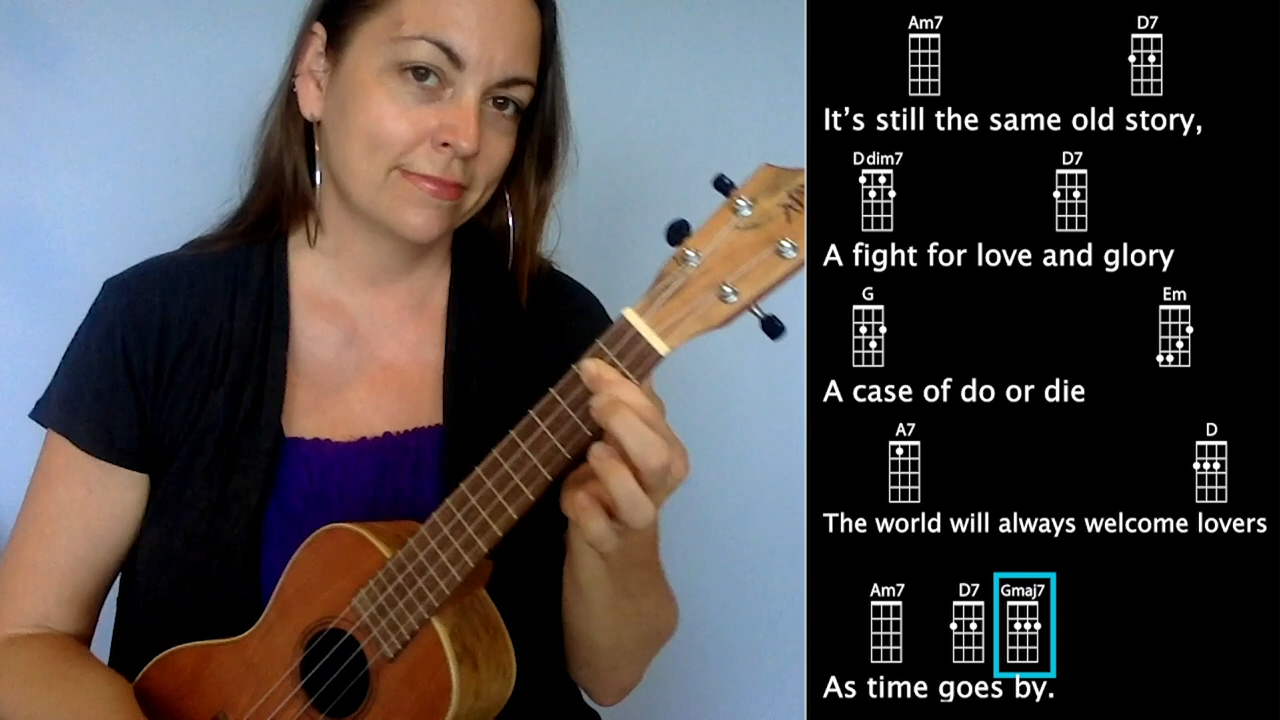 Am7 D7
It's still the same old story,
Ddim7 D7
A fight for love and glory
G Em
A case of do or die
A7 D
The world will always welcome lovers
Am7 D7 Gmaj7
As time goes by.